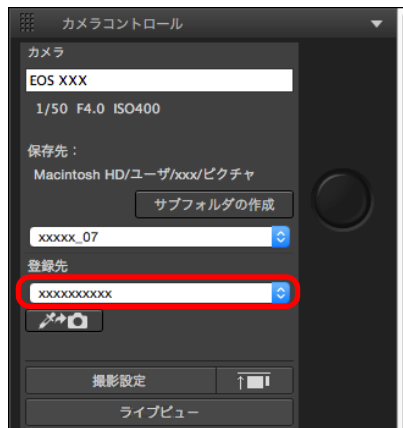 カメラコントロール
カメラ
EOS XXX
1/50 F4.0 ISO400
保存先：
Macintosh HD/ユーザ/xxx/ピクチャ
サブフォルダの作成
xxxxx_07
登録先
xxxxxxxxxx
撮影設定
ライブビュー